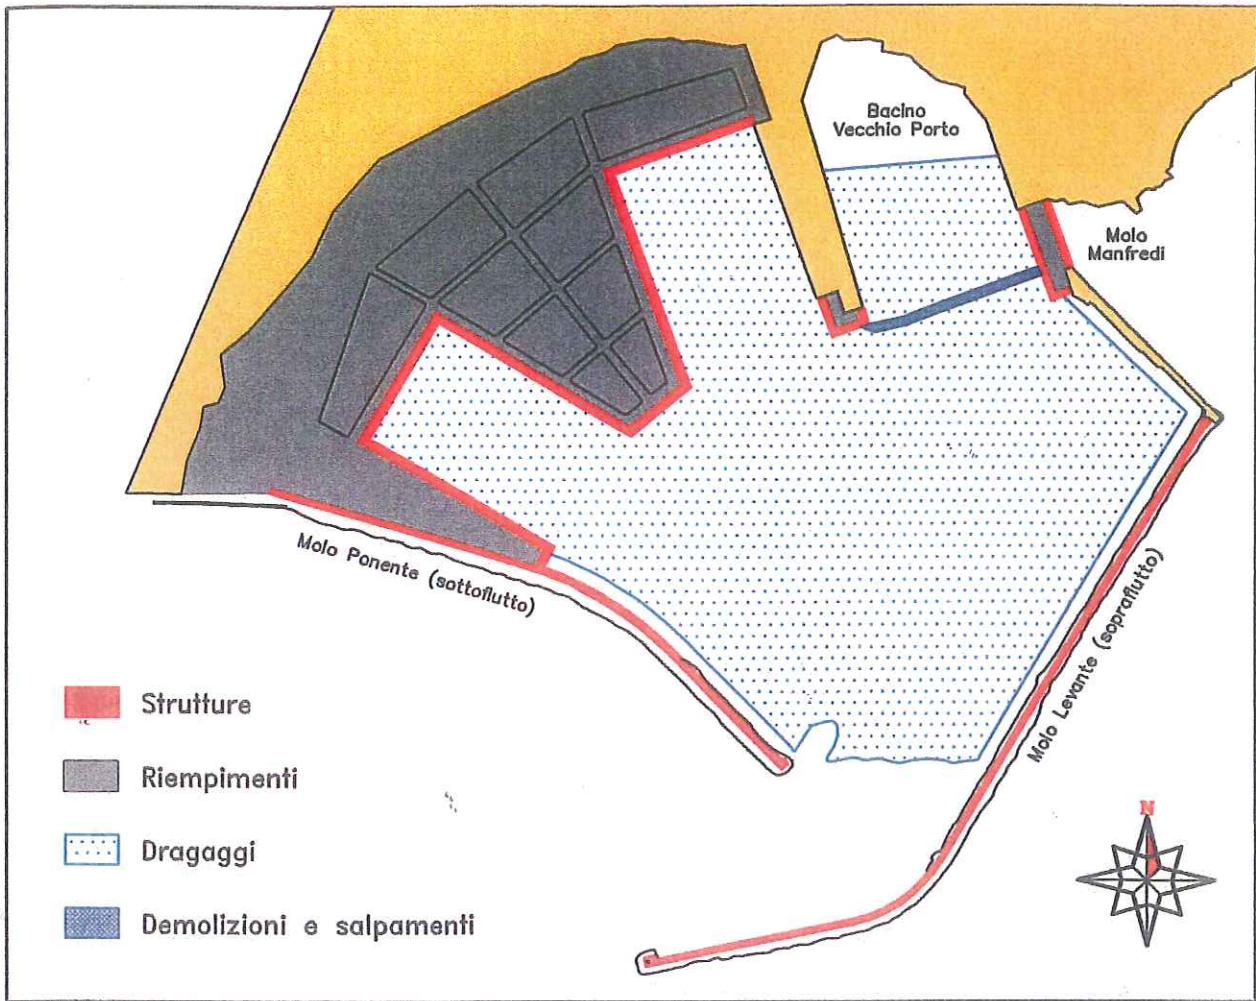 Bacino
Vecchio Porto
Molo
Manfredi
Molo Ponente (sottoflutto)
Molo Levante (sopraflutto)
Strutture
Riempimenti
Dragaggi
Demolizioni e salpamenti
N